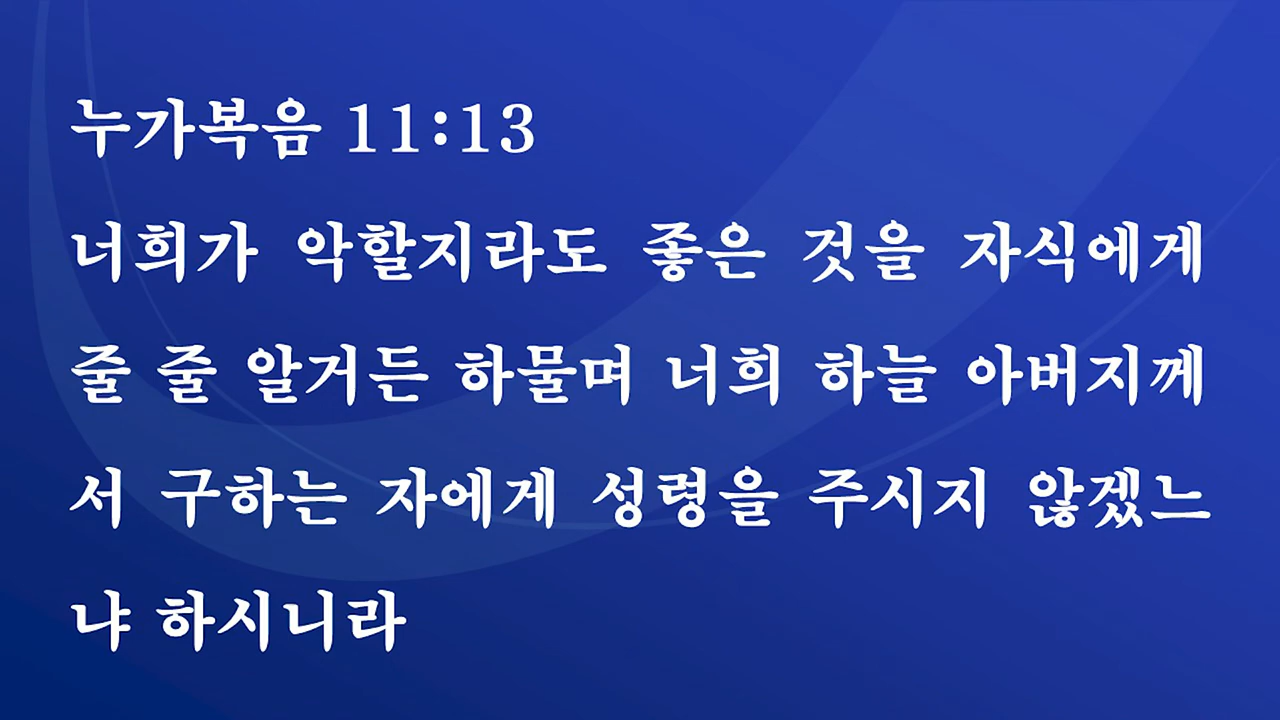 누가복음 11:13
너희가 악할지라도 좋은 것을 자식에게
줄 줄 알거든 하물며 너희 하늘 아버지께
서 구하는 자에게 성령을 주시지 않겠느
냐 하시니라